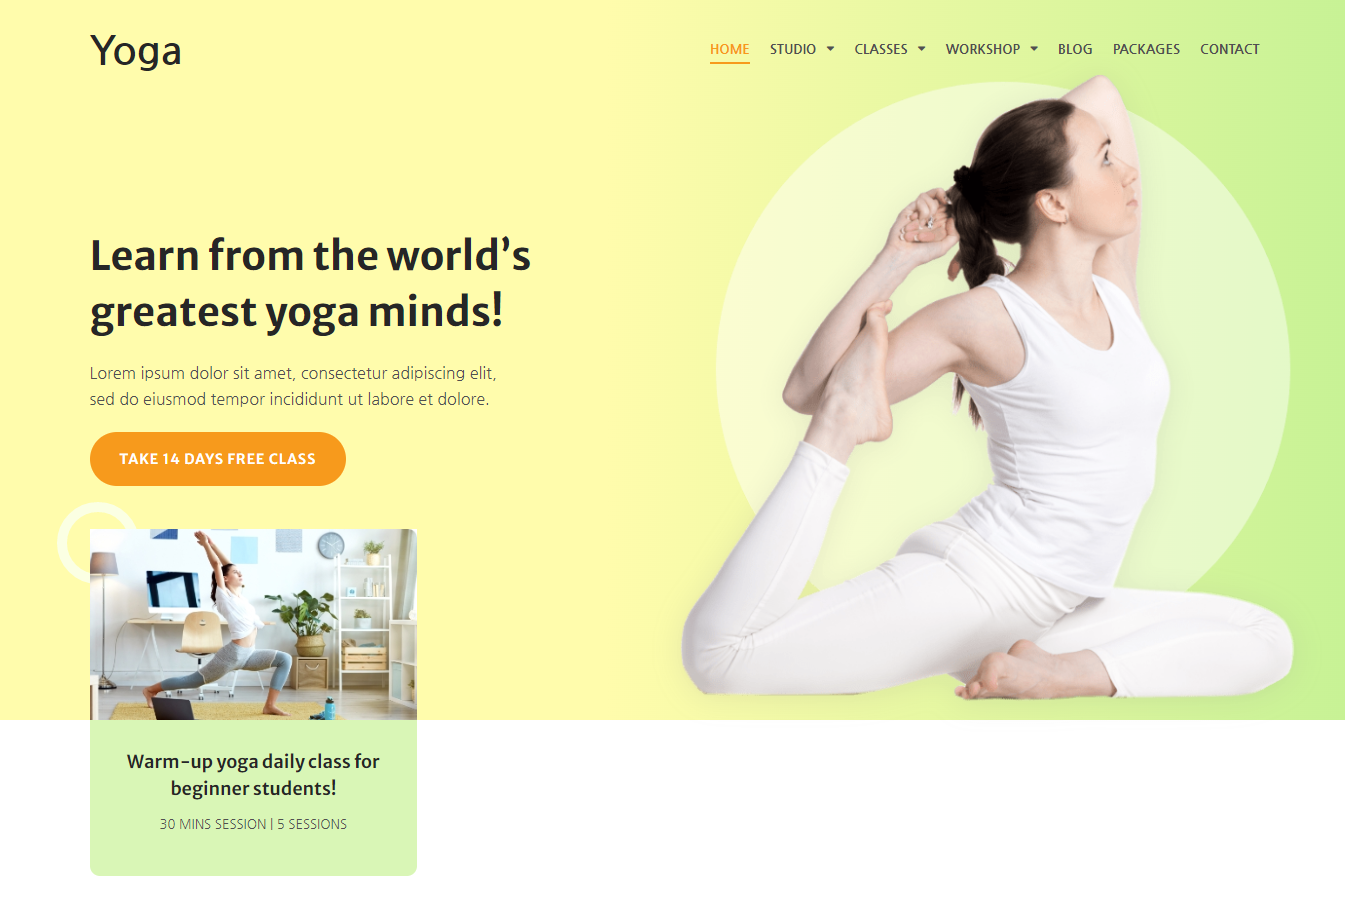 Yoga
HOME STUDIO CLASSES WORKSHOP BLOG PACKAGES CONTACT
Learn from the world’s
greatest yoga minds!
Lorem ipsum dolor sit amet, consectetur adipiscing elit,
sed do eiusmod tempor incididunt ut labore et dolore.
TAKE 14 DAYS FREE CLASS
Warm-up yoga daily class for
beginner students!
30 MINS SESSION | 5 SESSIONS